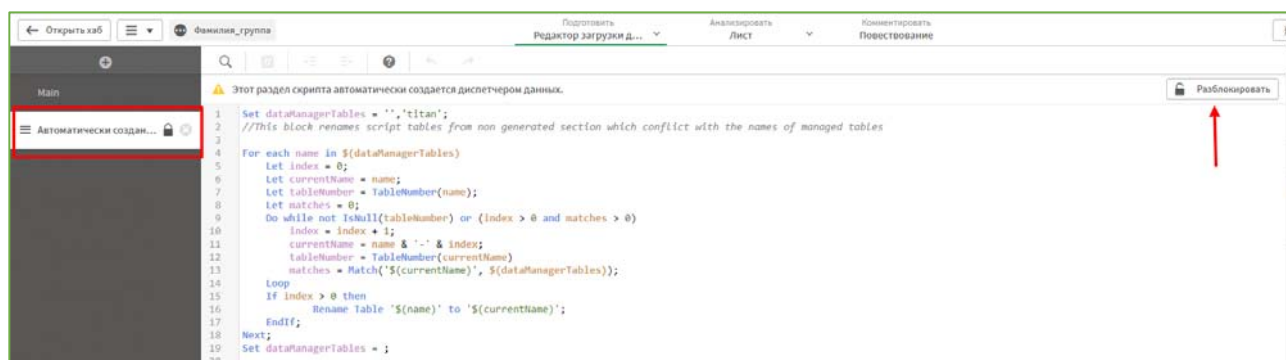 Подготовить Анализировать Комментировать
Открыть хаб Фамилия_группа Редактор загрузки д... Лист Повествование
Main
Этот раздел скрипта автоматически создается диспетчером данных. Разблокировать
Автоматически создан...
1 Set dataManagerTables = '','titan';
2 //This block renames script tables from non generated section which conflict with the names of managed tables
3
4 For each name in $(dataManagerTables)
5 Let index = 0;
6 Let currentName = name;
7 Let tableNumber = TableNumber(name);
8 Let matches = 0;
9 Do while not IsNull(tableNumber) or (index > 0 and matches > 0)
10 index = index + 1;
11 currentName = name & '-' & index;
12 tableNumber = TableNumber(currentName)
13 matches = Match('$(currentName)', $(dataManagerTables));
14 Loop
15 If index > 0 then
16 Rename Table '$(name)' to '$(currentName)';
17 EndIf;
18 Next;
19 Set dataManagerTables = ;